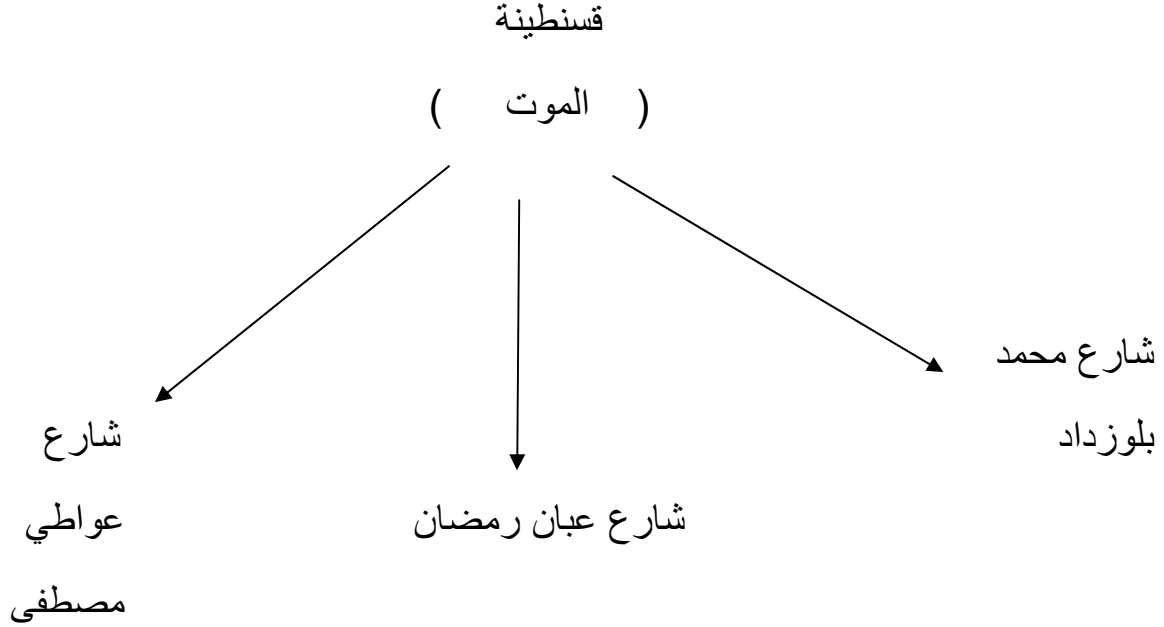 قسنطينة
( الموت )
شارع محمد
بلوزداد
شارع عبان رمضان
شارع
عواطي
مصطفى